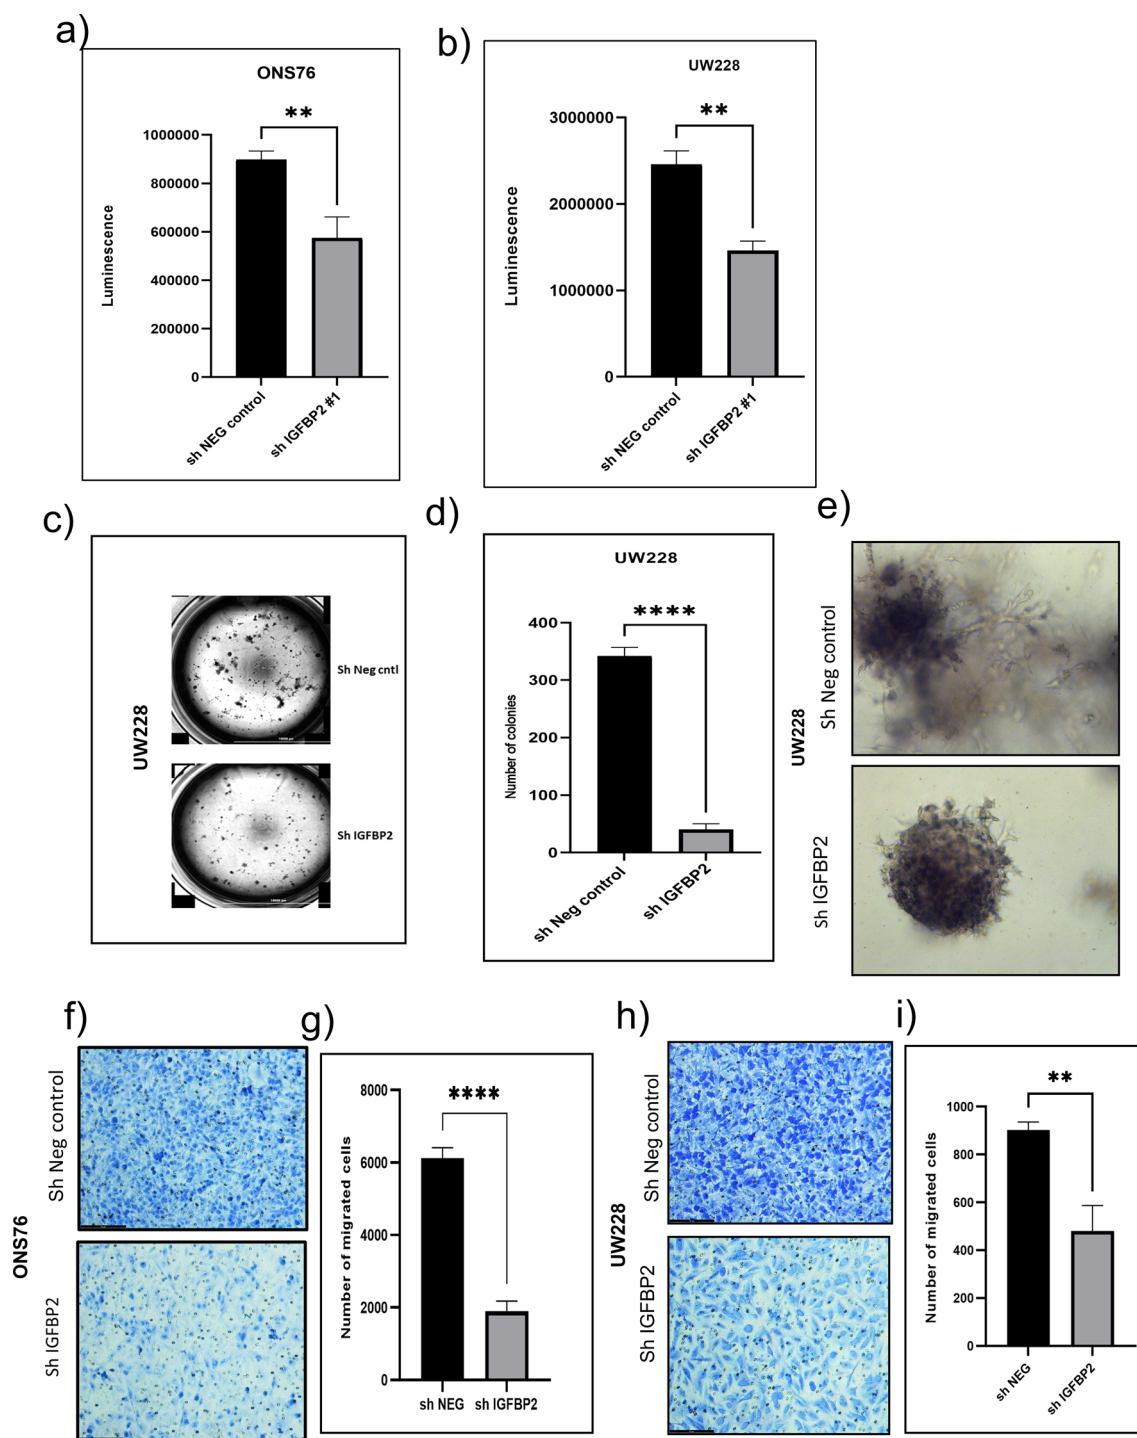 a)
ONS76
**
1000000
800000
600000
400000
200000
0
Luminescence
sh NEG control
sh IGFBP2 #1
b)
UW228
**
3000000
2000000
1000000
0
Luminescence
sh NEG control
sh IGFBP2 #1
c)
UW228
Sh Neg cntl
Sh IGFBP2
d)
UW228
****
400
300
200
100
0
Number of colonies
sh Neg control
sh IGFBP2
e)
UW228
Sh Neg control
Sh IGFBP2
f)
ONS76
Sh Neg control
Sh IGFBP2
g)
****
8000
6000
4000
2000
0
Number of migrated cells
sh NEG
sh IGFBP2
h)
UW228
Sh Neg control
Sh IGFBP2
i)
**
1000
800
600
400
200
0
Number of migrated cells
sh NEG
sh IGFBP2